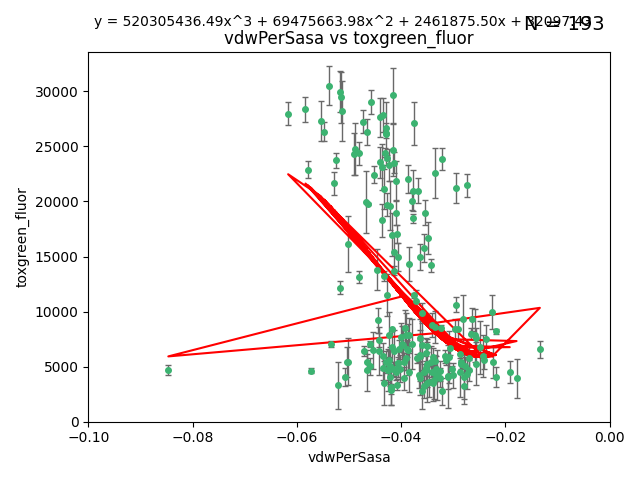 y = 520305436.49x^3 + 69475663.98x^2 + 2461875.50x +
N = 193
vdwPerSasa vs toxgreen_fluor
30000
25000
20000
15000
10000
5000
0
toxgreen_fluor
−0.10 −0.08 −0.06 −0.04 −0.02 0.00
vdwPerSasa